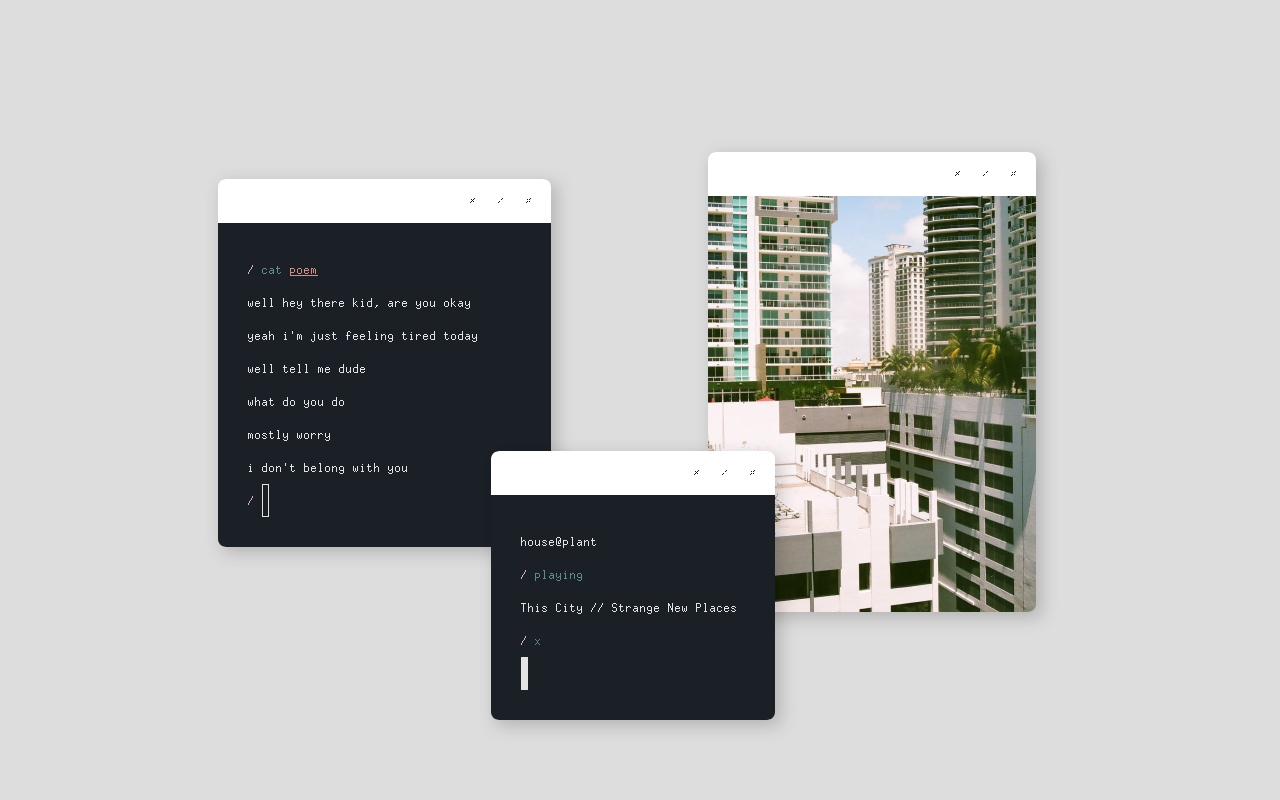 / cat poem
well hey there kid, are you okay
yeah i'm just feeling tired today
well tell me dude
what do you do
mostly worry
i don't belong with you
/
house@plant
/ playing
This City // Strange New Places
/ x